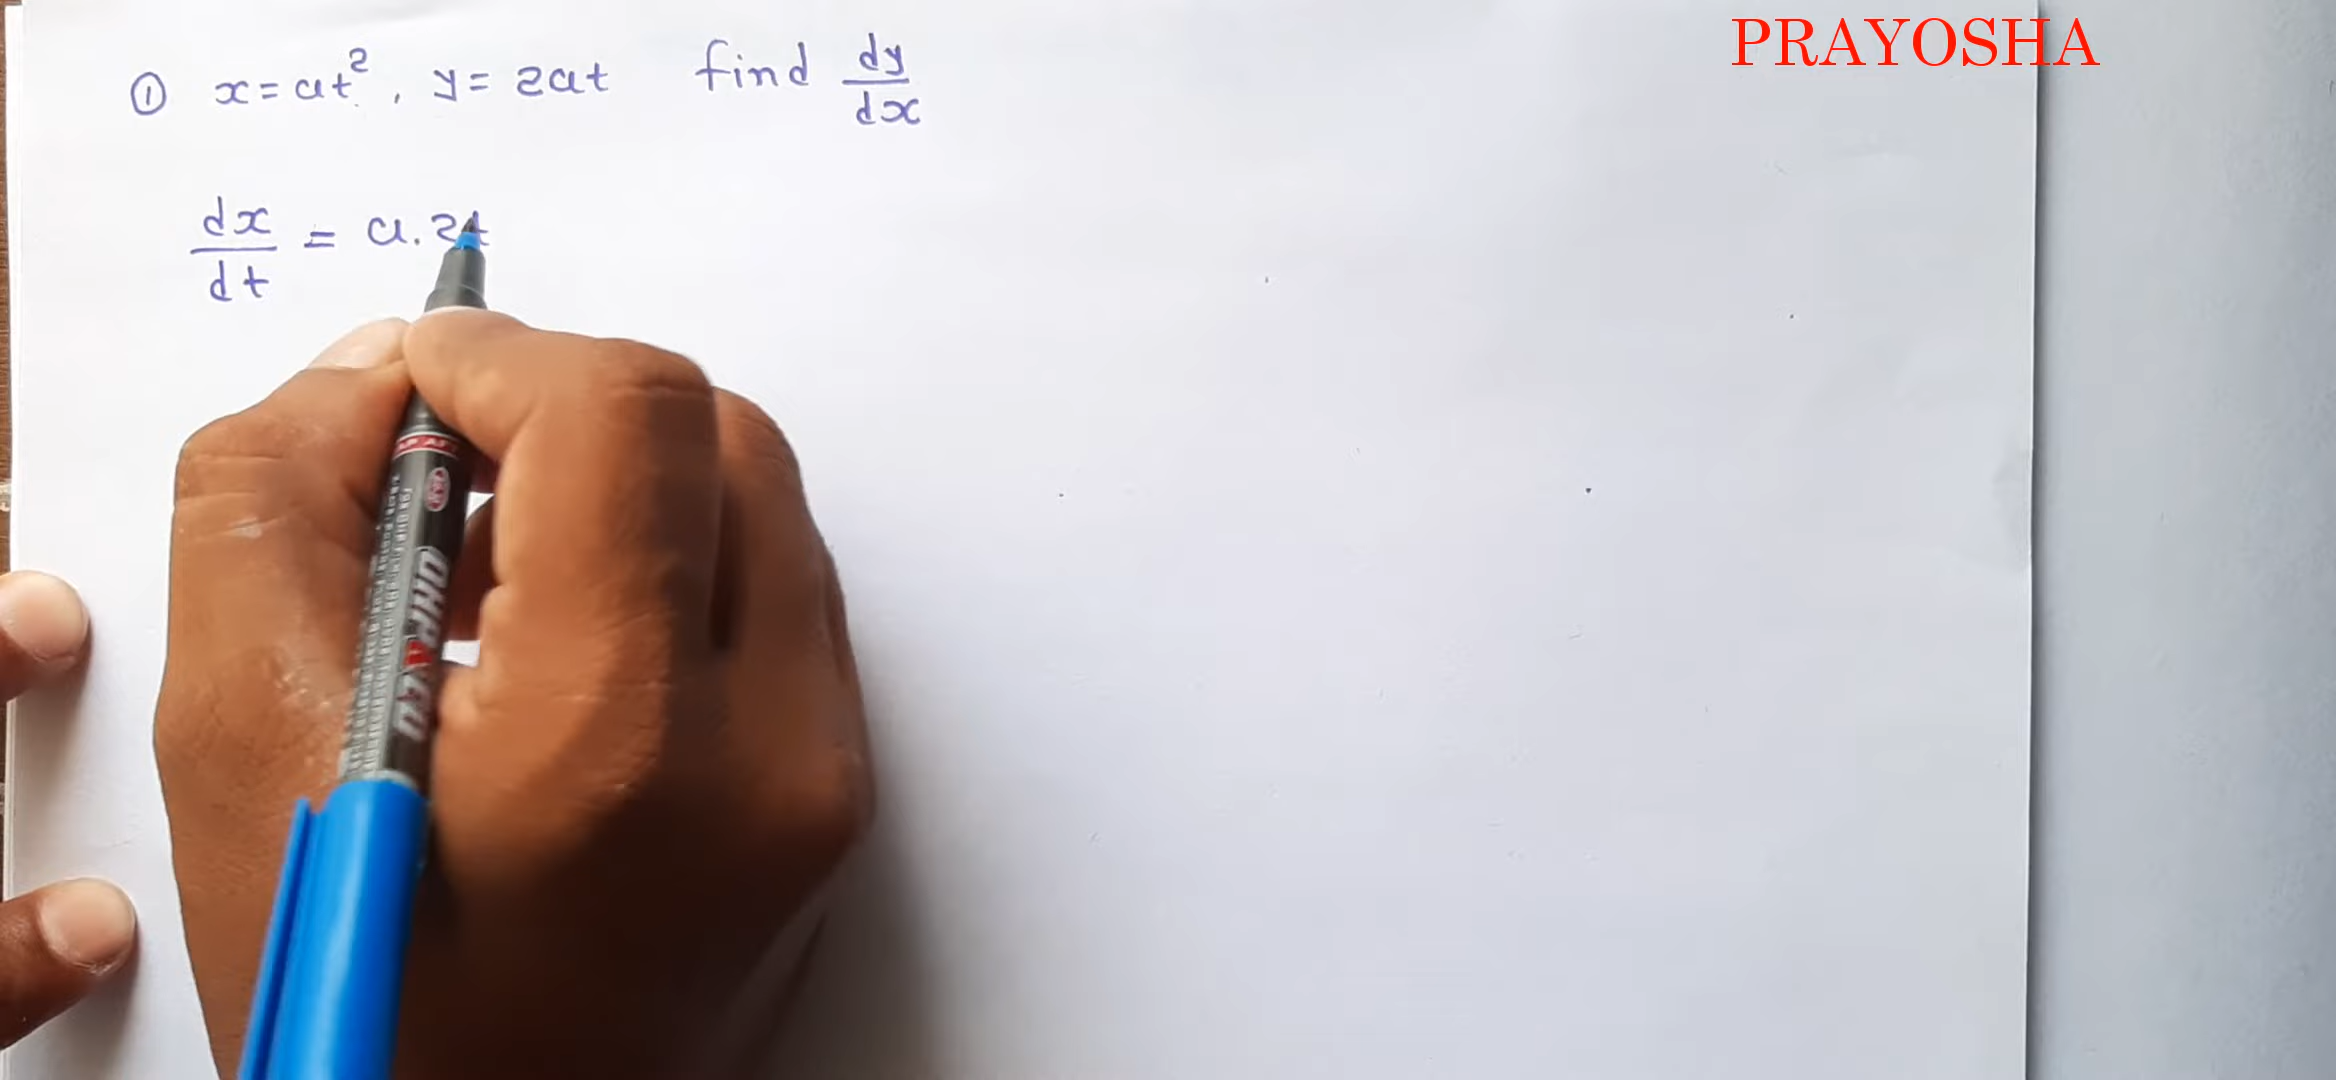 PRAYOSHA
① x = at², y = 2at find dy/dx
dx/dt = a.2t